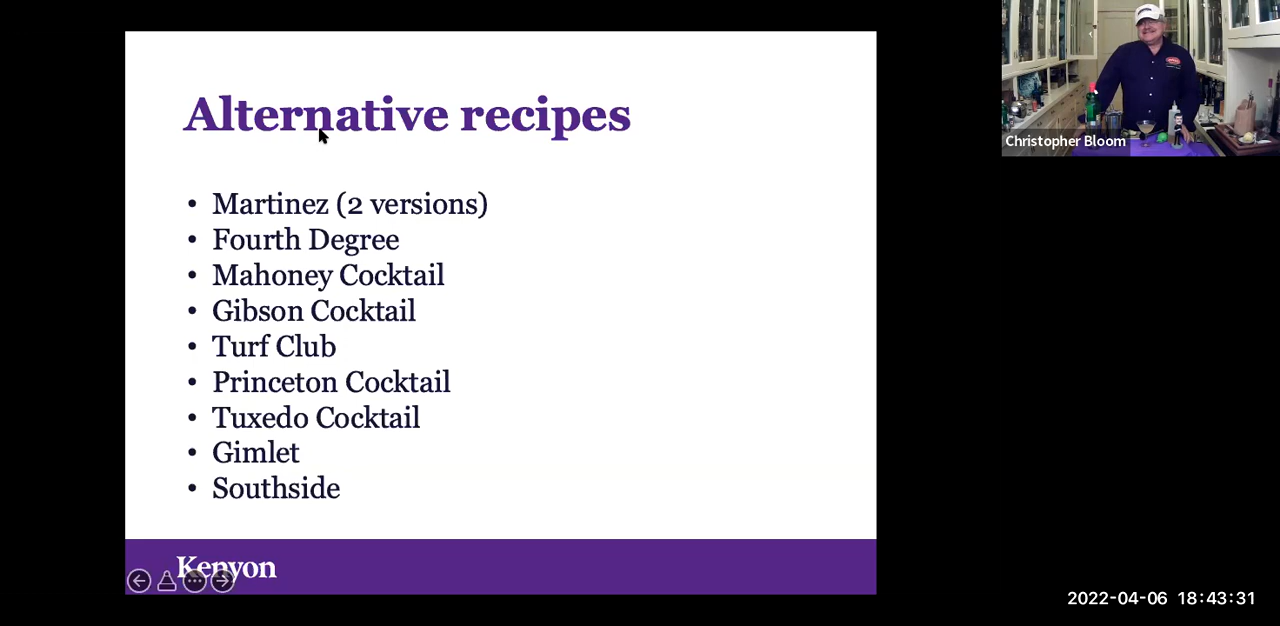 Alternative recipes
• Martinez (2 versions)
• Fourth Degree
• Mahoney Cocktail
• Gibson Cocktail
• Turf Club
• Princeton Cocktail
• Tuxedo Cocktail
• Gimlet
• Southside
Kenyon
Christopher Bloom
2022-04-06 18:43:31